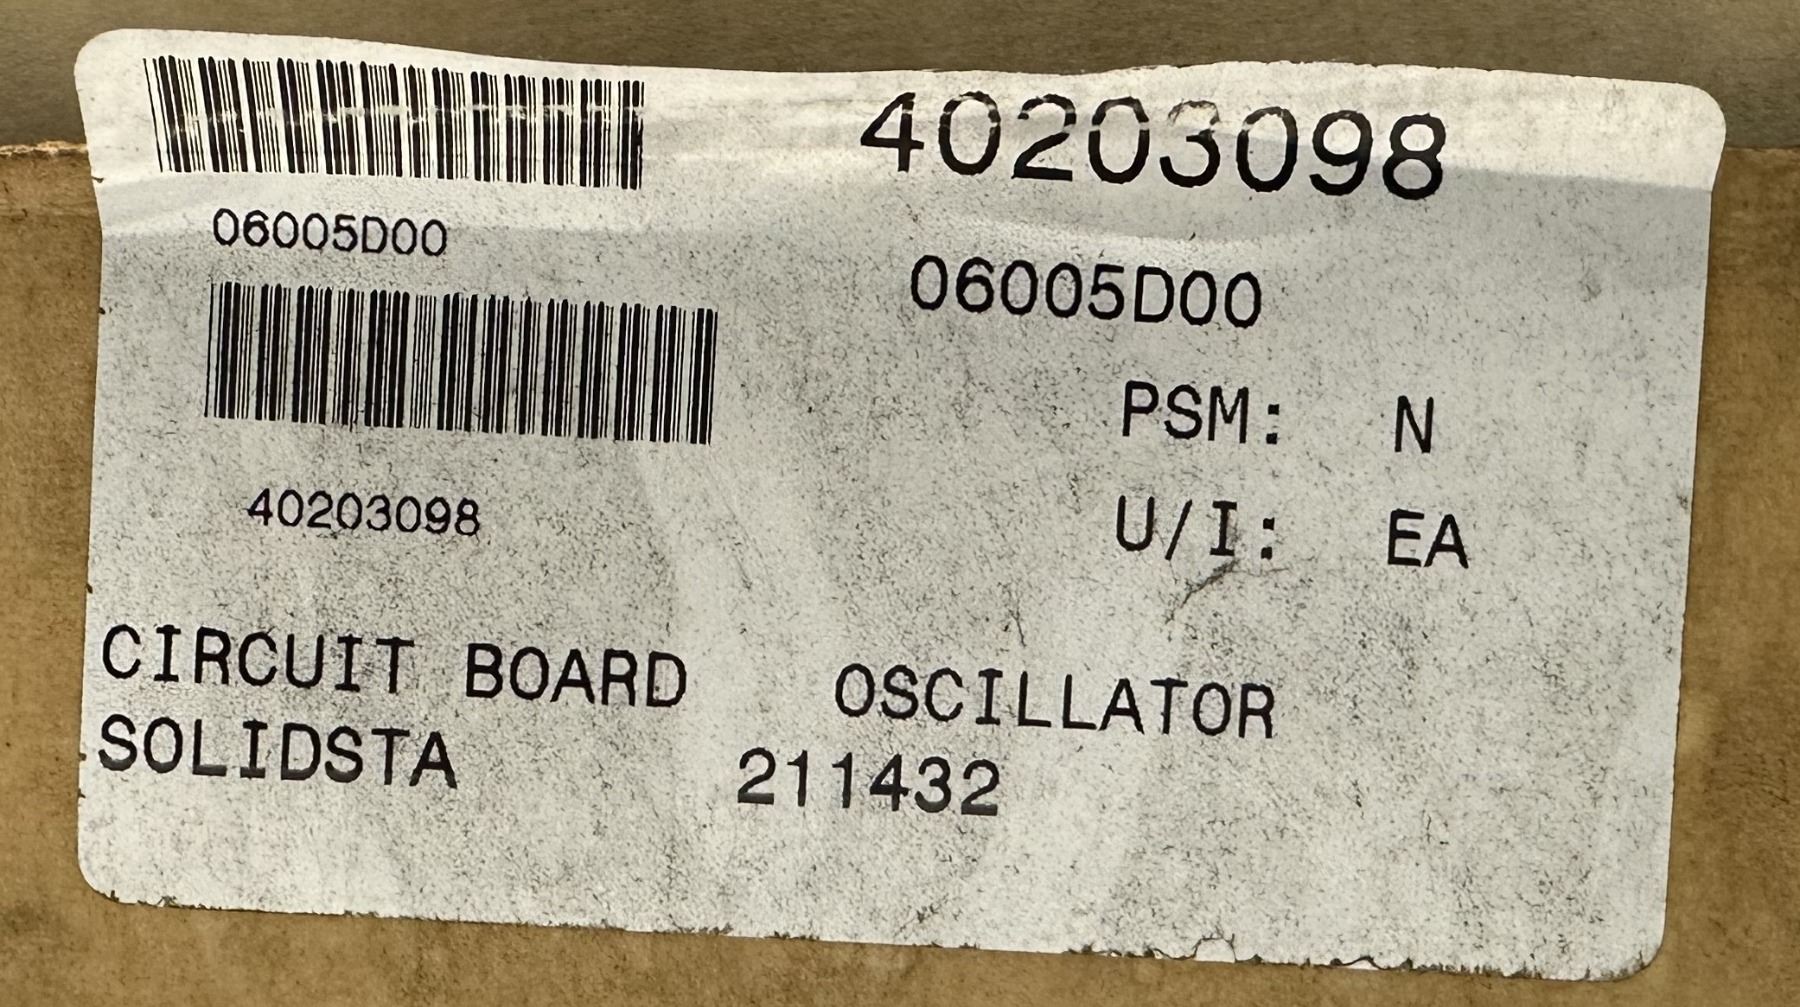 40203098
06005D00
06005D00
PSM: N
40203098
U/I: EA
CIRCUIT BOARD OSCILLATOR
SOLIDSTA 211432